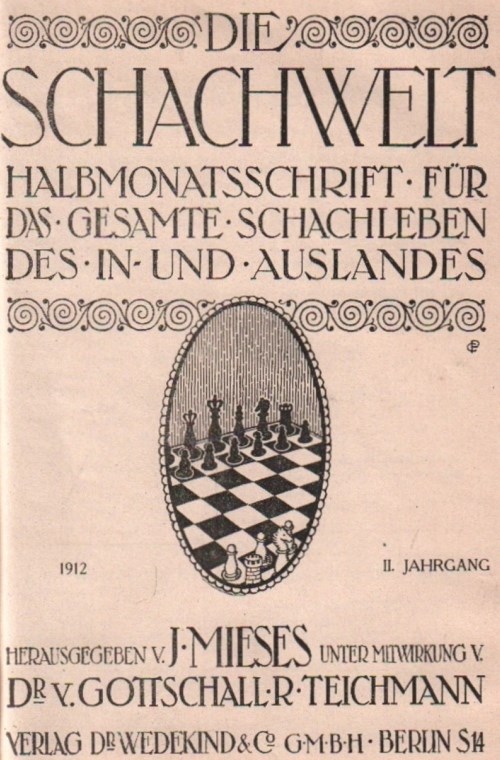 DIE
SCHACHWELT
HALBMONATSSCHRIFT · FÜR
DAS · GESAMTE · SCHACHLEBEN
DES · IN- UND · AUSLANDES
1912 II. JAHRGANG
HERAUSGEGEBEN V. J · MIESES UNTER MITWIRKUNG V.
DR V. GOTTSCHALL · R · TEICHMANN
VERLAG DR WEDEKIND & CO G · M · B · H · BERLIN S14